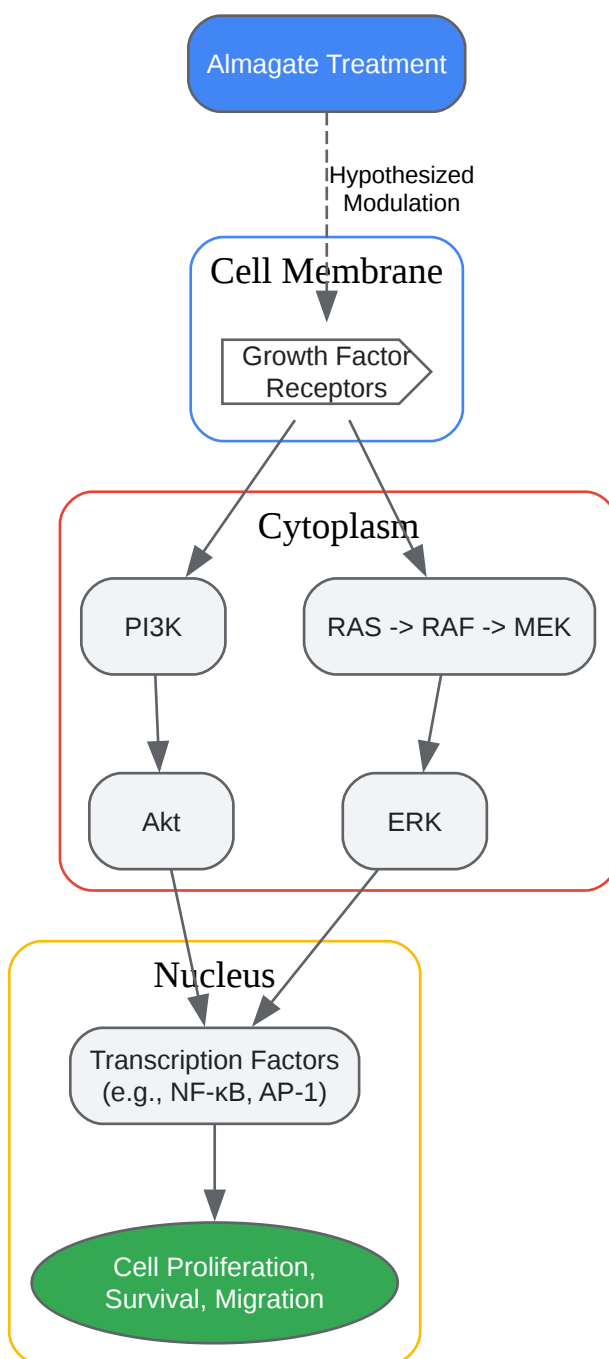 Almagate Treatment
Hypothesized
Modulation
Cell Membrane
Growth Factor
Receptors
Cytoplasm
PI3K
RAS -> RAF -> MEK
Akt
ERK
Nucleus
Transcription Factors
(e.g., NF-κB, AP-1)
Cell Proliferation,
Survival, Migration